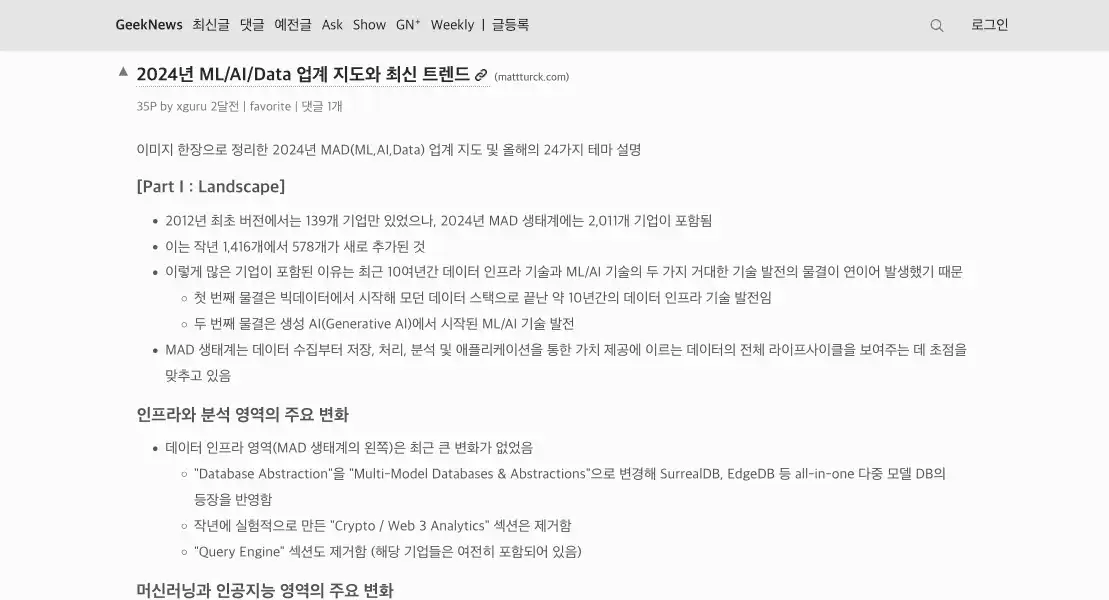 GeekNews 최신글 댓글 예전글 Ask Show GN⁺ Weekly | 글등록 로그인
2024년 ML/AI/Data 업계 지도와 최신 트렌드 (mattturck.com)
35P by xguru 2달전 | favorite | 댓글 1개
이미지 한장으로 정리한 2024년 MAD(ML,AI,Data) 업계 지도 및 올해의 24가지 테마 설명
[Part I : Landscape]
• 2012년 최초 버전에서는 139개 기업만 있었으나, 2024년 MAD 생태계에는 2,011개 기업이 포함됨
• 이는 작년 1,416개에서 578개가 새로 추가된 것
• 이렇게 많은 기업이 포함된 이유는 최근 10여년간 데이터 인프라 기술과 ML/AI 기술의 두 가지 거대한 기술 발전의 물결이 연이어 발생했기 때문
◦ 첫 번째 물결은 빅데이터에서 시작해 모던 데이터 스택으로 끝난 약 10년간의 데이터 인프라 기술 발전임
◦ 두 번째 물결은 생성 AI(Generative AI)에서 시작된 ML/AI 기술 발전
• MAD 생태계는 데이터 수집부터 저장, 처리, 분석 및 애플리케이션을 통한 가치 제공에 이르는 데이터의 전체 라이프사이클을 보여주는 데 초점을
맞추고 있음
인프라와 분석 영역의 주요 변화
• 데이터 인프라 영역(MAD 생태계의 왼쪽)은 최근 큰 변화가 없었음
◦ "Database Abstraction"을 "Multi-Model Databases & Abstractions"으로 변경해 SurrealDB, EdgeDB 등 all-in-one 다중 모델 DB의
등장을 반영함
◦ 작년에 실험적으로 만든 "Crypto / Web 3 Analytics" 섹션은 제거함
◦ "Query Engine" 섹션도 제거함 (해당 기업들은 여전히 포함되어 있음)
머신러닝과 인공지능 영역의 주요 변화